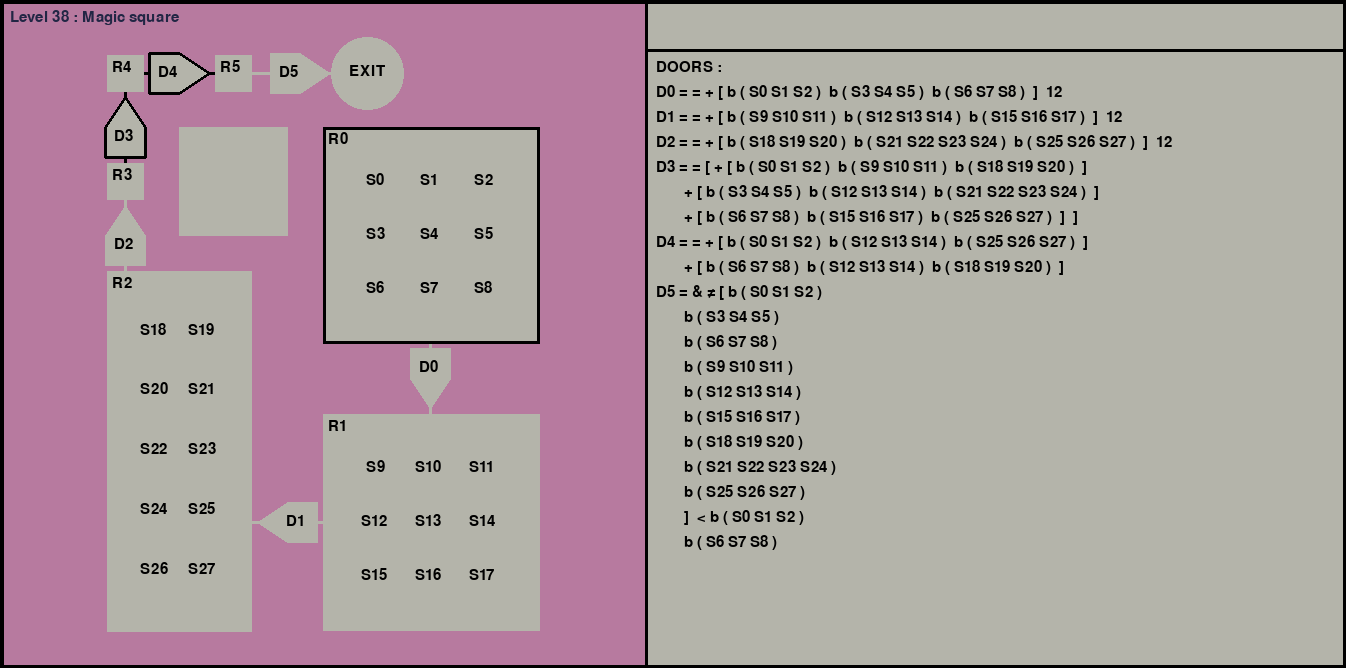 Level 38 : Magic square
R4 D4 R5 D5 EXIT
D3
R3
D2
R2
S18 S19
S20 S21
S22 S23
S24 S25
S26 S27
R0
S0 S1 S2
S3 S4 S5
S6 S7 S8
D0
R1
S9 S10 S11
S12 S13 S14
S15 S16 S17
D1
DOORS :
D0 = = + [ b ( S0 S1 S2 ) b ( S3 S4 S5 ) b ( S6 S7 S8 ) ] 12
D1 = = + [ b ( S9 S10 S11 ) b ( S12 S13 S14 ) b ( S15 S16 S17 ) ] 12
D2 = = + [ b ( S18 S19 S20 ) b ( S21 S22 S23 S24 ) b ( S25 S26 S27 ) ] 12
D3 = = [ + [ b ( S0 S1 S2 ) b ( S9 S10 S11 ) b ( S18 S19 S20 ) ]
+ [ b ( S3 S4 S5 ) b ( S12 S13 S14 ) b ( S21 S22 S23 S24 ) ]
+ [ b ( S6 S7 S8 ) b ( S15 S16 S17 ) b ( S25 S26 S27 ) ] ]
D4 = = + [ b ( S0 S1 S2 ) b ( S12 S13 S14 ) b ( S25 S26 S27 ) ]
+ [ b ( S6 S7 S8 ) b ( S12 S13 S14 ) b ( S18 S19 S20 ) ]
D5 = & ≠ [ b ( S0 S1 S2 )
b ( S3 S4 S5 )
b ( S6 S7 S8 )
b ( S9 S10 S11 )
b ( S12 S13 S14 )
b ( S15 S16 S17 )
b ( S18 S19 S20 )
b ( S21 S22 S23 S24 )
b ( S25 S26 S27 )
] < b ( S0 S1 S2 )
b ( S6 S7 S8 )